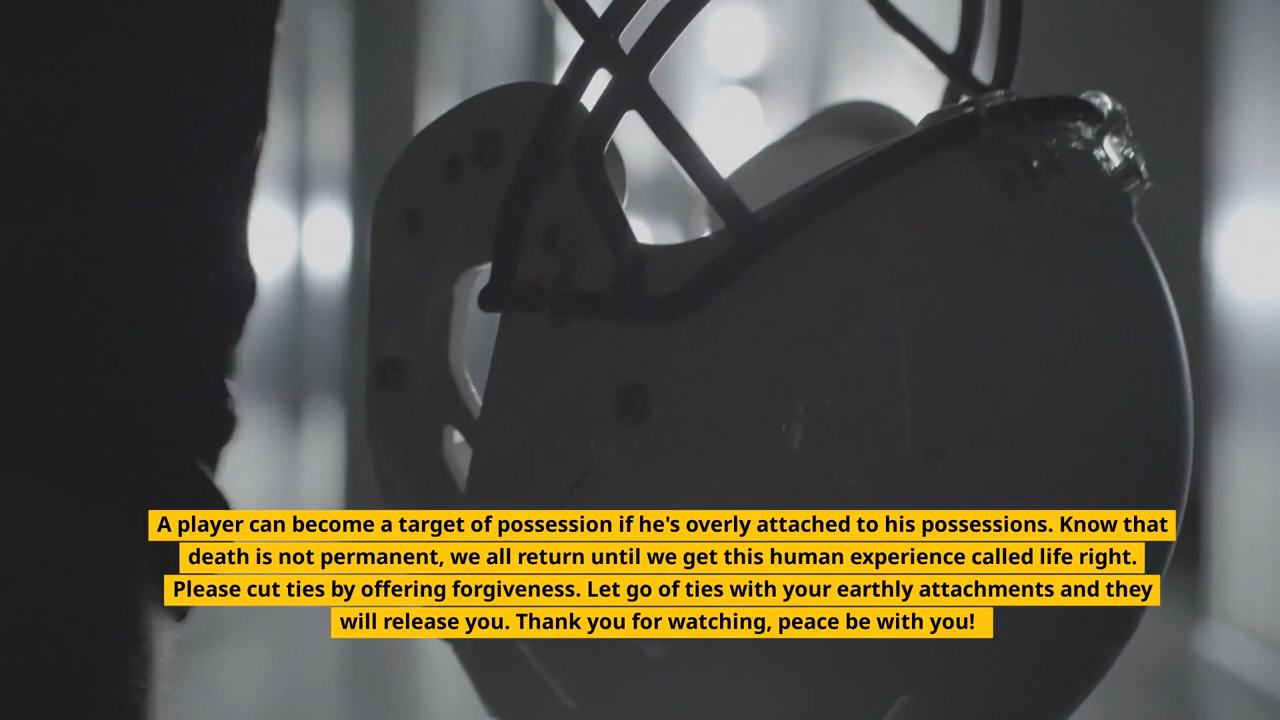 A player can become a target of possession if he's overly attached to his possessions. Know that
death is not permanent, we all return until we get this human experience called life right.
Please cut ties by offering forgiveness. Let go of ties with your earthly attachments and they
will release you. Thank you for watching, peace be with you!